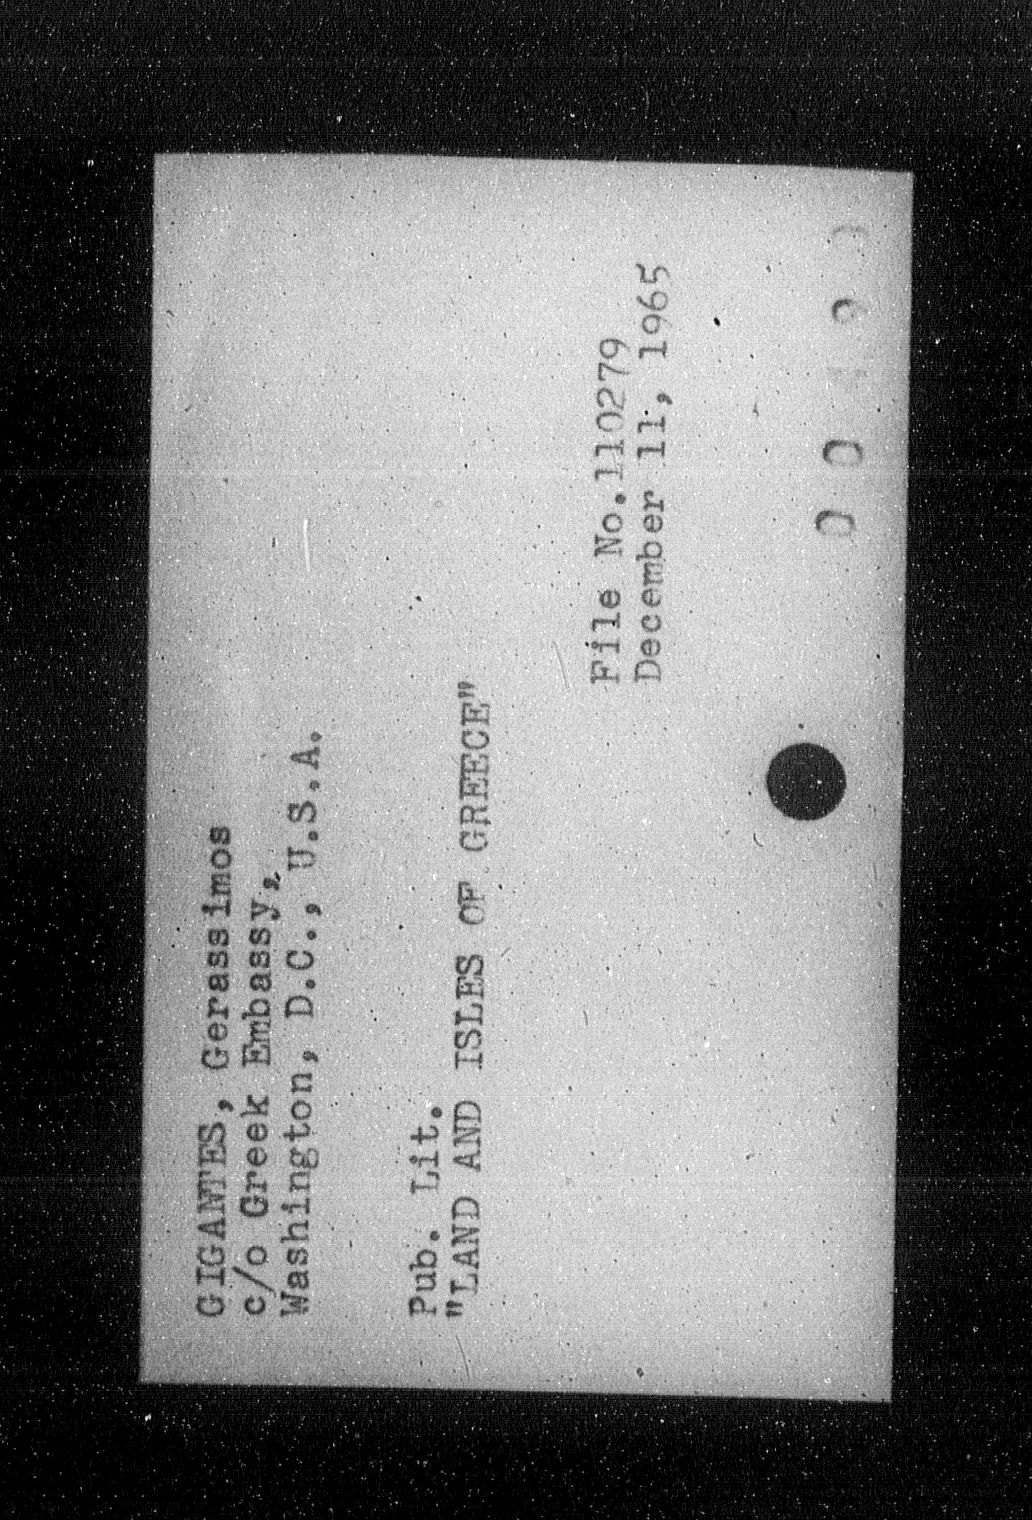 GIGANTES, Gerassimos
c/o Greek Embassy,
Washington, D.C., U.S.A.
Pub. Lit.
"LAND AND ISLES OF GREECE"
File No.110279
December 11, 1965